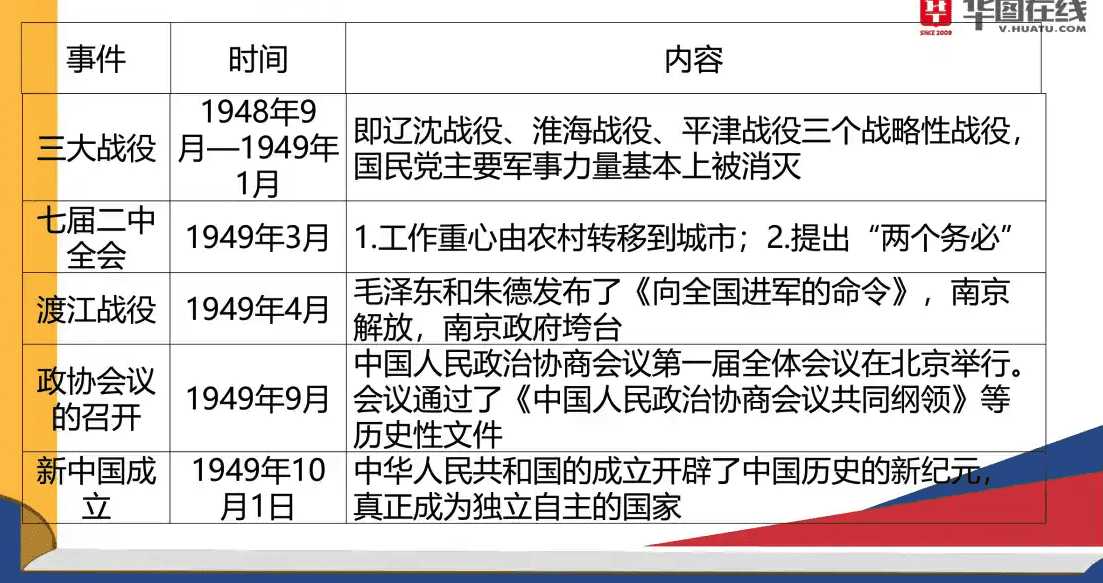 华图在线
SINCE 2009
V.HUATU.COM
事件
时间
内容
三大战役
1948年9
月—1949年
1月
即辽沈战役、淮海战役、平津战役三个战略性战役，
国民党主要军事力量基本上被消灭
七届二中
全会
1949年3月
1.工作重心由农村转移到城市；2.提出“两个务必”
渡江战役
1949年4月
毛泽东和朱德发布了《向全国进军的命令》，南京
解放，南京政府垮台
政协会议
的召开
1949年9月
中国人民政治协商会议第一届全体会议在北京举行。
会议通过了《中国人民政治协商会议共同纲领》等
历史性文件
新中国成
立
1949年10
月1日
中华人民共和国的成立开辟了中国历史的新纪元，
真正成为独立自主的国家